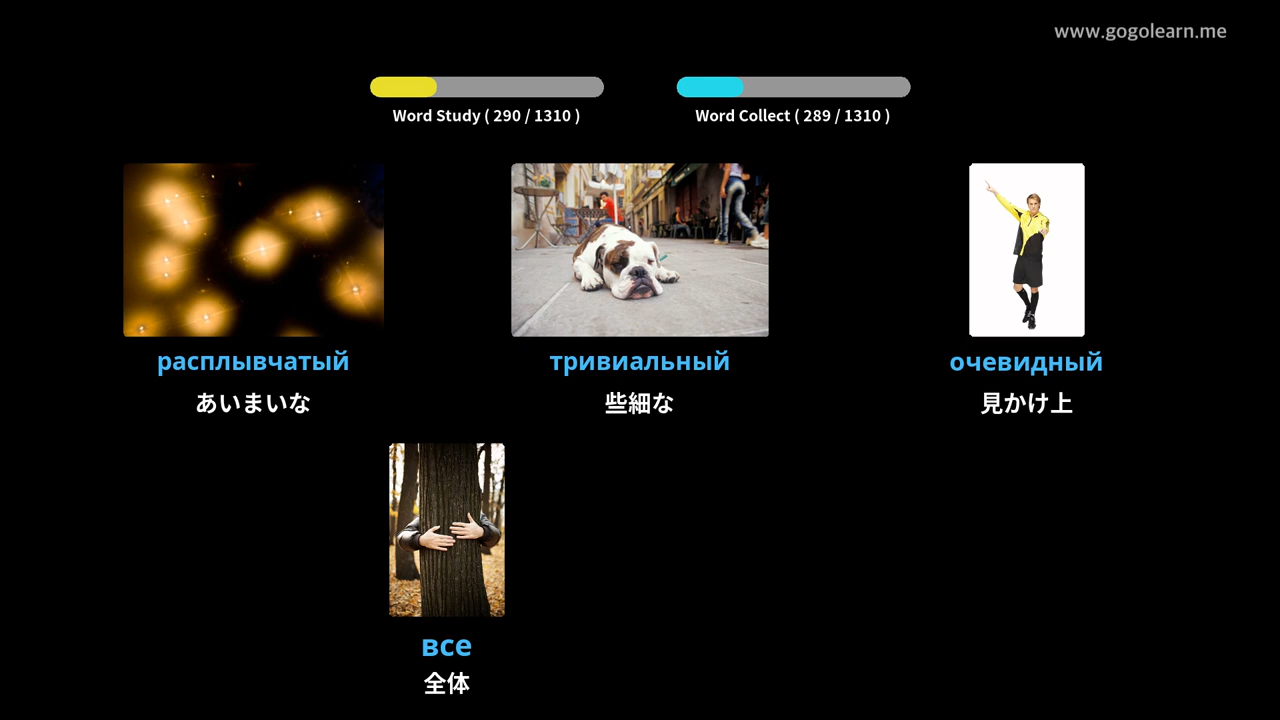 www.gogolearn.me
Word Study ( 290 / 1310 )
Word Collect ( 289 / 1310 )
расплывчатый
あいまいな
тривиальный
些細な
очевидный
見かけ上
все
全体